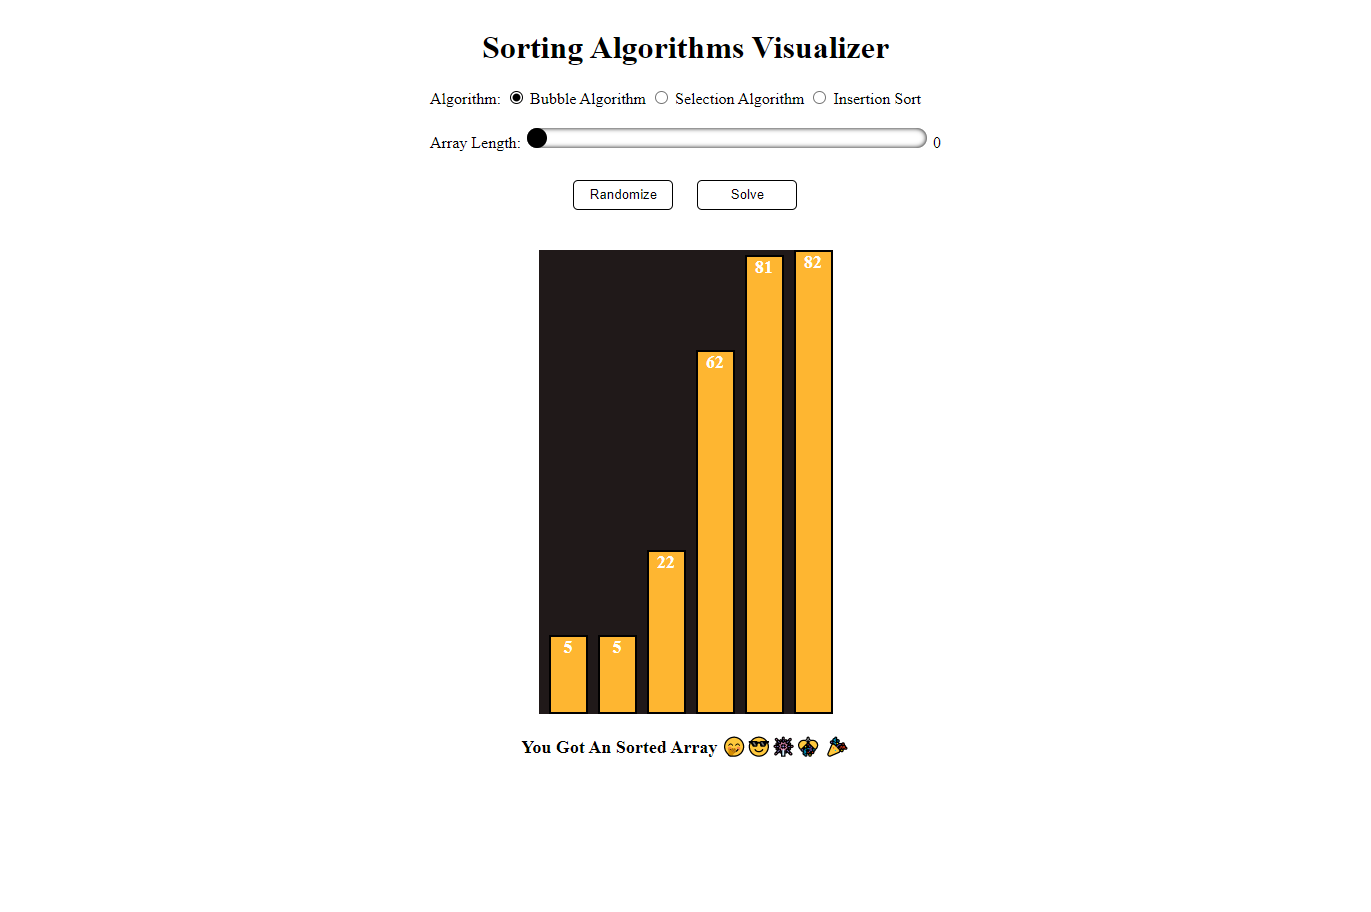 Sorting Algorithms Visualizer
Algorithm: Bubble Algorithm Selection Algorithm Insertion Sort
Array Length: 0
Randomize Solve
5 5 22 62 81 82
You Got An Sorted Array